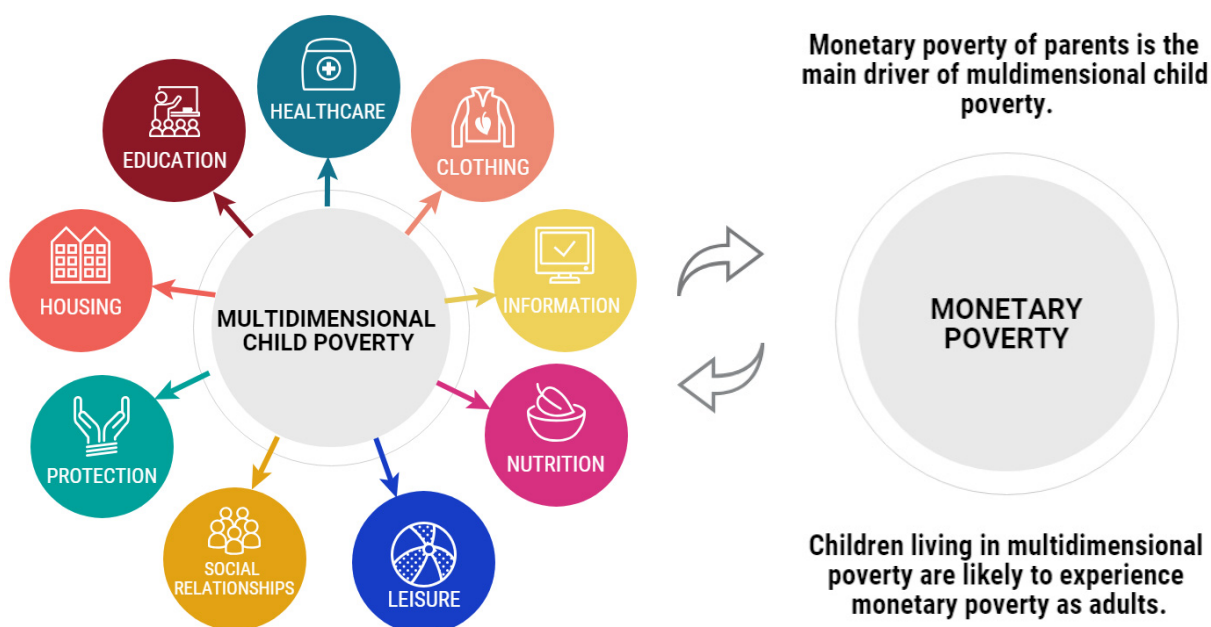 HEALTHCARE
EDUCATION
CLOTHING
HOUSING
INFORMATION
MULTIDIMENSIONAL
CHILD POVERTY
PROTECTION
NUTRITION
SOCIAL
RELATIONSHIPS
LEISURE
Monetary poverty of parents is the
main driver of muldimensional child
poverty.
MONETARY
POVERTY
Children living in multidimensional
poverty are likely to experience
monetary poverty as adults.